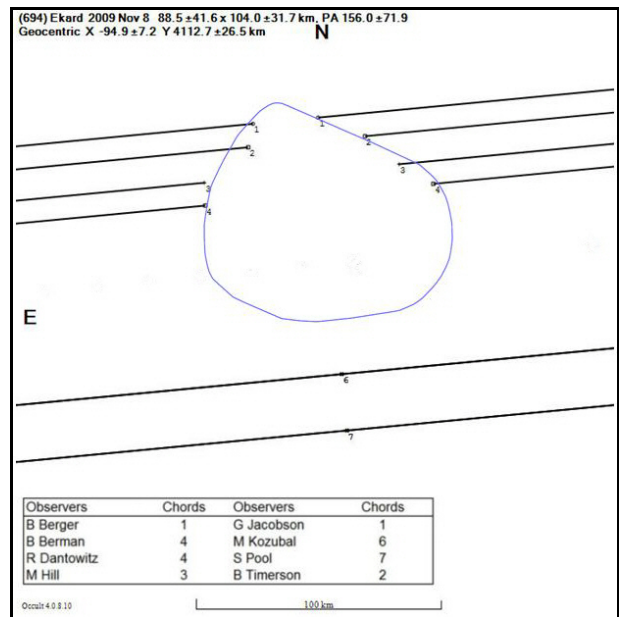 (694) Ekard 2009 Nov 8 88.5 ±41.6 x 104.0 ±31.7 km, PA 156.0 ±71.9
Geocentric X -94.9 ±7.2 Y 4112.7 ±26.5 km
N
1 1
2 2
3 3
4 4
E
6
7
Observers Chords Observers Chords
B Berger 1 G Jacobson 1
B Berman 4 M Kozubal 6
R Dantowitz 4 S Pool 7
M Hill 3 B Timerson 2
Occult 4.0.8.10 100 km